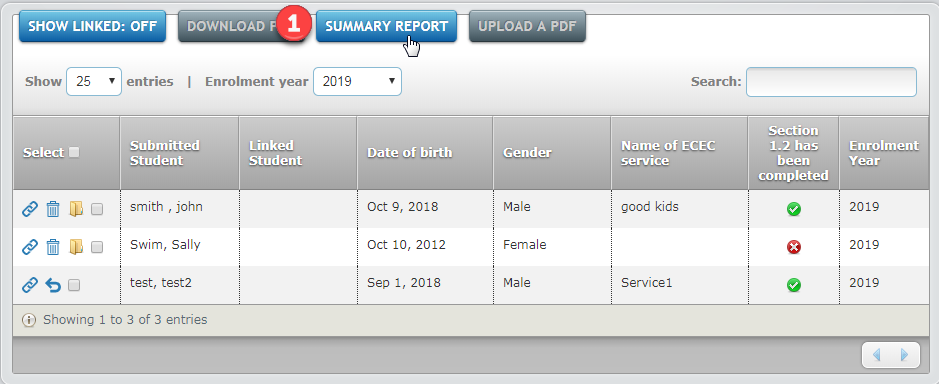 SHOW LINKED: OFF
DOWNLOAD
1
SUMMARY REPORT
UPLOAD A PDF
Show 25 entries | Enrolment year 2019
Search:
Select
Submitted
Student
Linked
Student
Date of birth
Gender
Name of ECEC
service
Section
1.2 has
been
completed
Enrolment
Year
smith , john Oct 9, 2018 Male good kids 2019
Swim, Sally Oct 10, 2012 Female 2019
test, test2 Sep 1, 2018 Male Service1 2019
Showing 1 to 3 of 3 entries